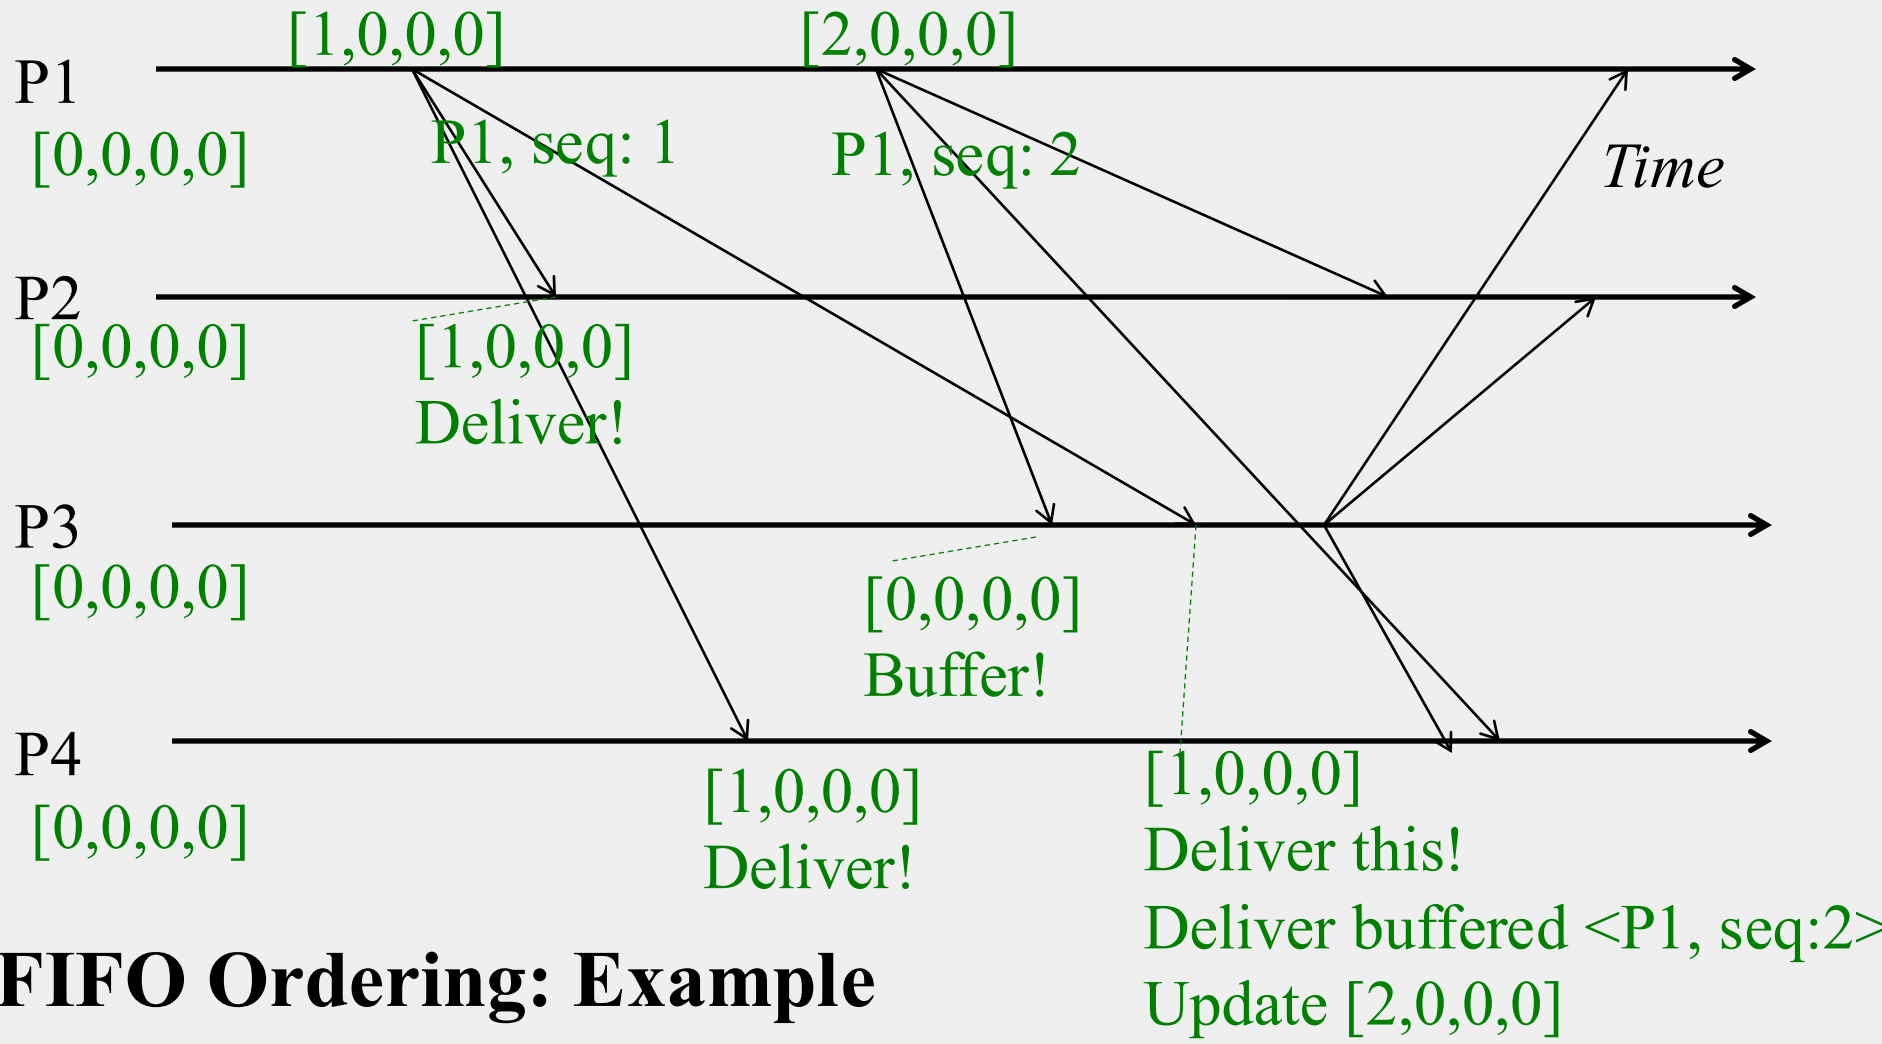 [1,0,0,0]
[2,0,0,0]
P1
[0,0,0,0]
P1, seq: 1
P1, seq: 2
Time
P2
[0,0,0,0]
[1,0,0,0]
Deliver!
P3
[0,0,0,0]
[0,0,0,0]
Buffer!
P4
[0,0,0,0]
[1,0,0,0]
Deliver!
[1,0,0,0]
Deliver this!
Deliver buffered <P1, seq:2>
Update [2,0,0,0]
FIFO Ordering: Example